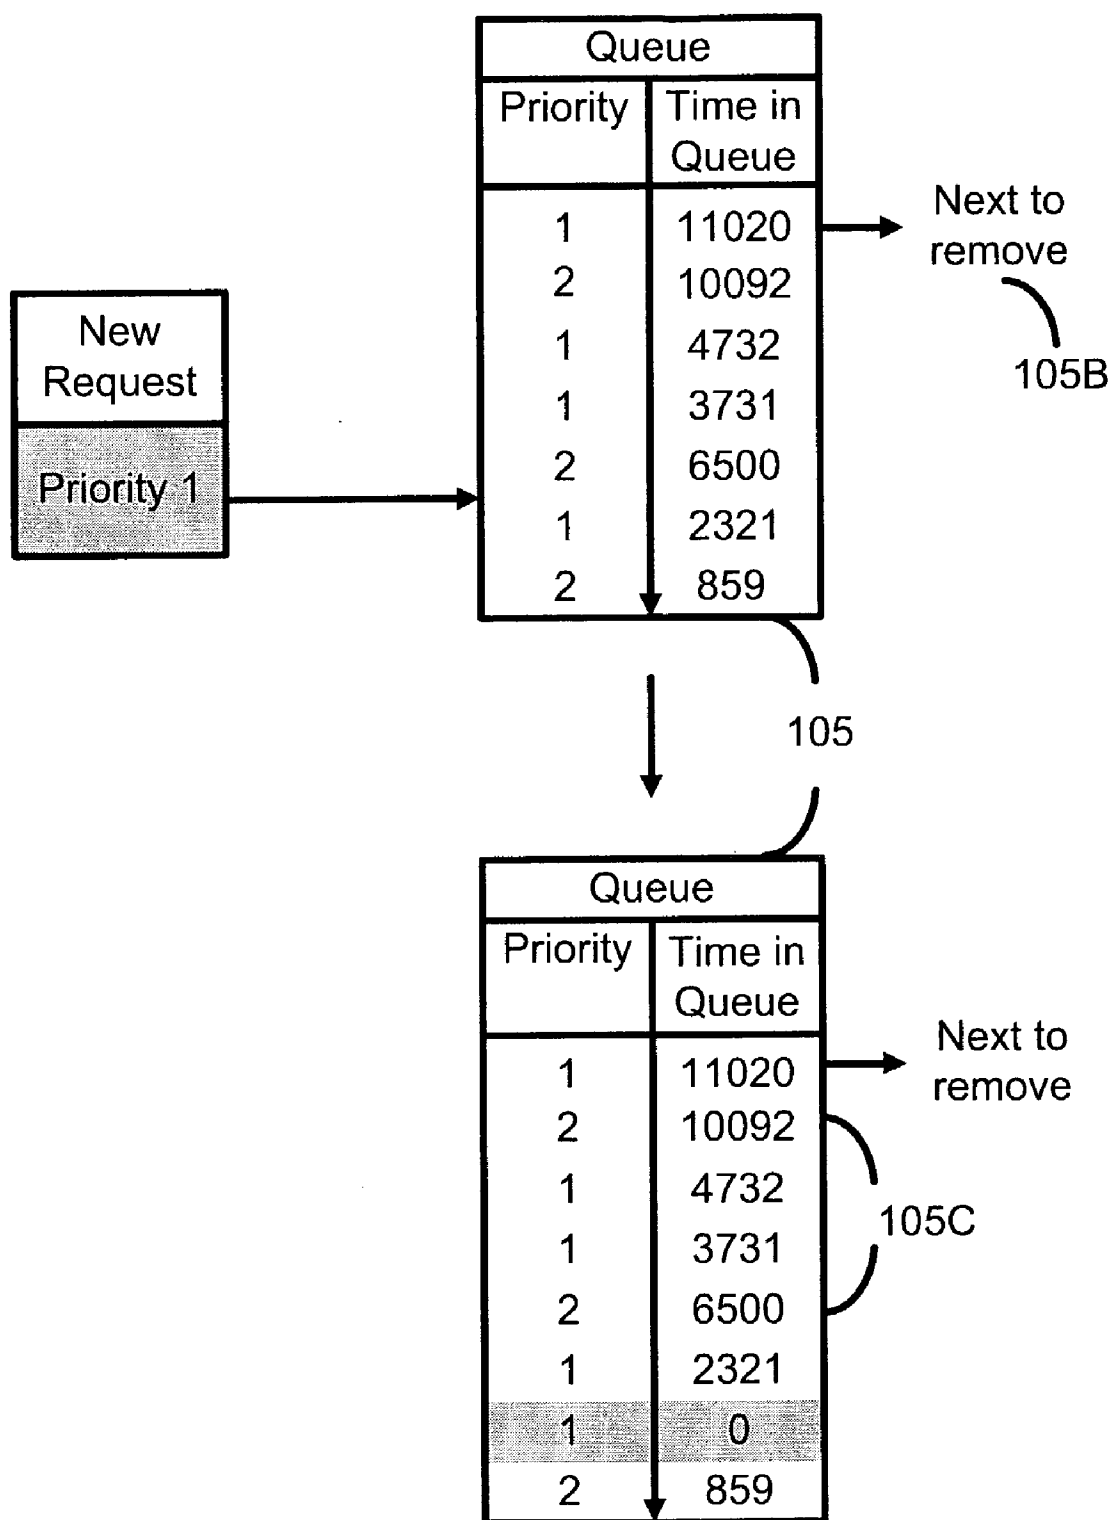 Queue
Priority Time in
Queue
1 11020
Next to
remove
2 10092
105B
New
Request
1 4732
1 3731
Priority 1
2 6500
1 2321
2 859
105
Queue
Priority Time in
Queue
1 11020
Next to
remove
2 10092
1 4732
105C
1 3731
2 6500
1 2321
1 0
2 859